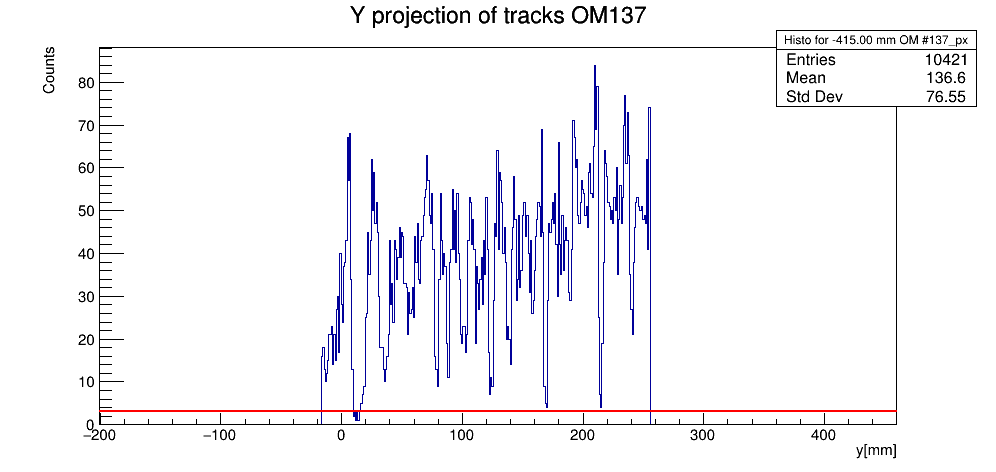 Y projection of tracks OM137
Histo for -415.00 mm OM #137_px
Entries 10421
Mean 136.6
Std Dev 76.55
Counts
80
70
60
50
40
30
20
10
0
−200 −100 0 100 200 300 400
y[mm]